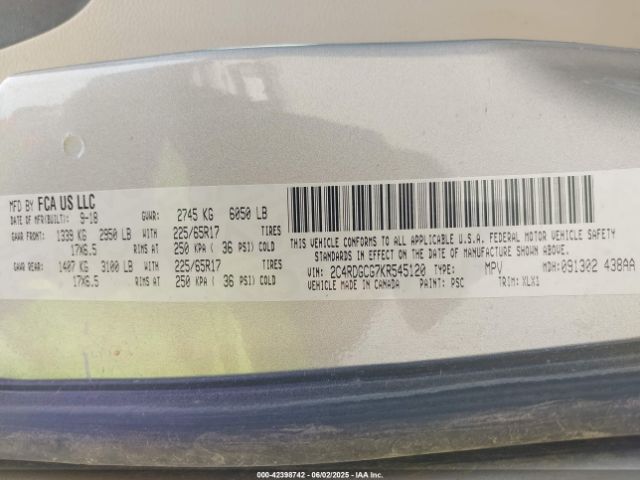 MFD BY FCA US LLC
DATE OF MFR(BUILT): 9-18 GVWR: 2745 KG 6050 LB
GAWR FRONT: 1339 KG 2950 LB WITH 225/65R17 TIRES
17X6.5 RIMS AT 250 KPA ( 36 PSI) COLD
GAWR REAR: 1407 KG 3100 LB WITH 225/65R17 TIRES
17X6.5 RIMS AT 250 KPA ( 36 PSI) COLD
THIS VEHICLE CONFORMS TO ALL APPLICABLE U.S.A. FEDERAL MOTOR VEHICLE SAFETY
STANDARDS IN EFFECT ON THE DATE OF MANUFACTURE SHOWN ABOVE.
VIN: 2C4RDGCG7KR545120 TYPE: MPV MDH: 091302 438AA
VEHICLE MADE IN CANADA PAINT: PSC TRIM: XLX1
000-42398742 - 06/02/2025 - COPYRIGHT IAA, LLC